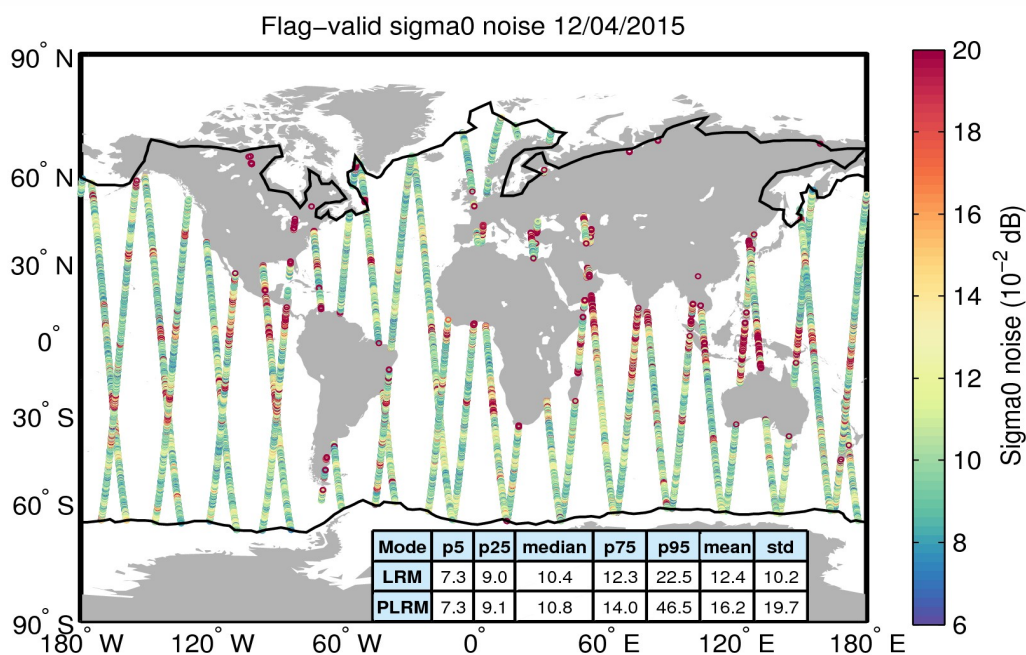 Flag−valid sigma0 noise 12/04/2015
90° N
60° N
30° N
0°
30° S
60° S
90° S
180° W
120° W
60° W
0°
60° E
120° E
180° E
Mode p5 p25 median p75 p95 mean std
LRM 7.3 9.0 10.4 12.3 22.5 12.4 10.2
PLRM 7.3 9.1 10.8 14.0 46.5 16.2 19.7
20
18
16
14
12
10
8
6
Sigma0 noise (10⁻² dB)